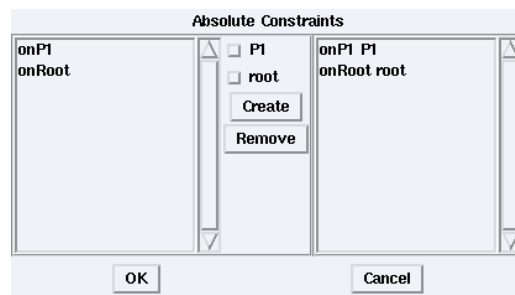 Absolute Constraints
onP1
onRoot
P1
root
Create
Remove
onP1 P1
onRoot root
OK
Cancel